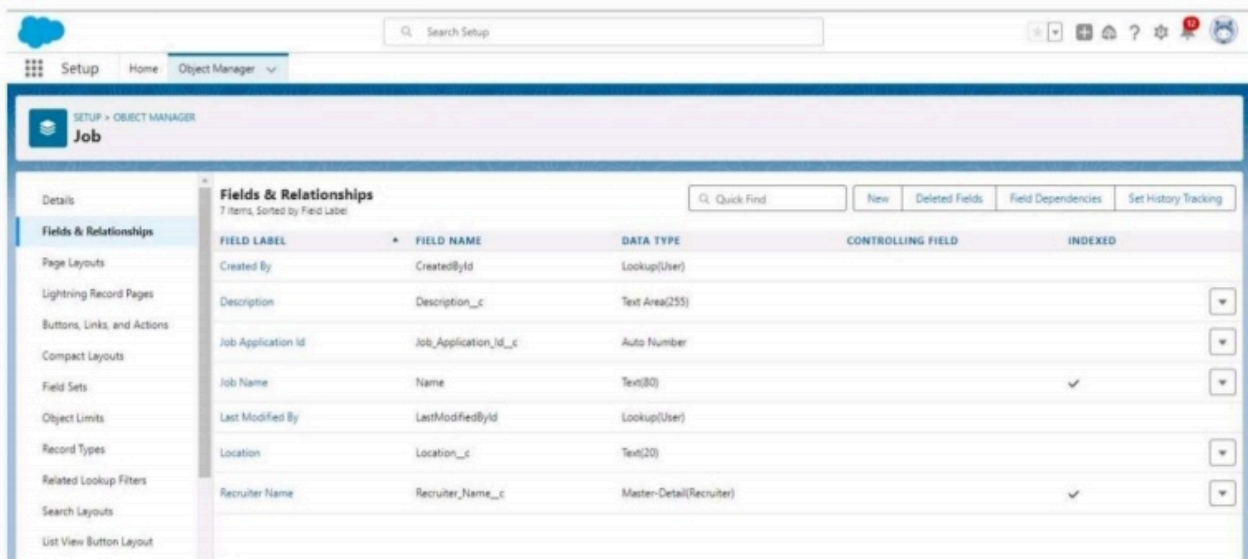 Search Setup
12
Setup Home Object Manager
SETUP > OBJECT MANAGER
Job
Details
Fields & Relationships
Page Layouts
Lightning Record Pages
Buttons, Links, and Actions
Compact Layouts
Field Sets
Object Limits
Record Types
Related Lookup Filters
Search Layouts
List View Button Layout
Fields & Relationships
7 Items, Sorted by Field Label
Quick Find New Deleted Fields Field Dependencies Set History Tracking
FIELD LABEL FIELD NAME DATA TYPE CONTROLLING FIELD INDEXED
Created By CreatedById Lookup(User)
Description Description__c Text Area(255)
Job Application Id Job_Application_Id__c Auto Number
Job Name Name Text(80)
Last Modified By LastModifiedById Lookup(User)
Location Location__c Text(20)
Recruiter Name Recruiter_Name__c Master-Detail(Recruiter)